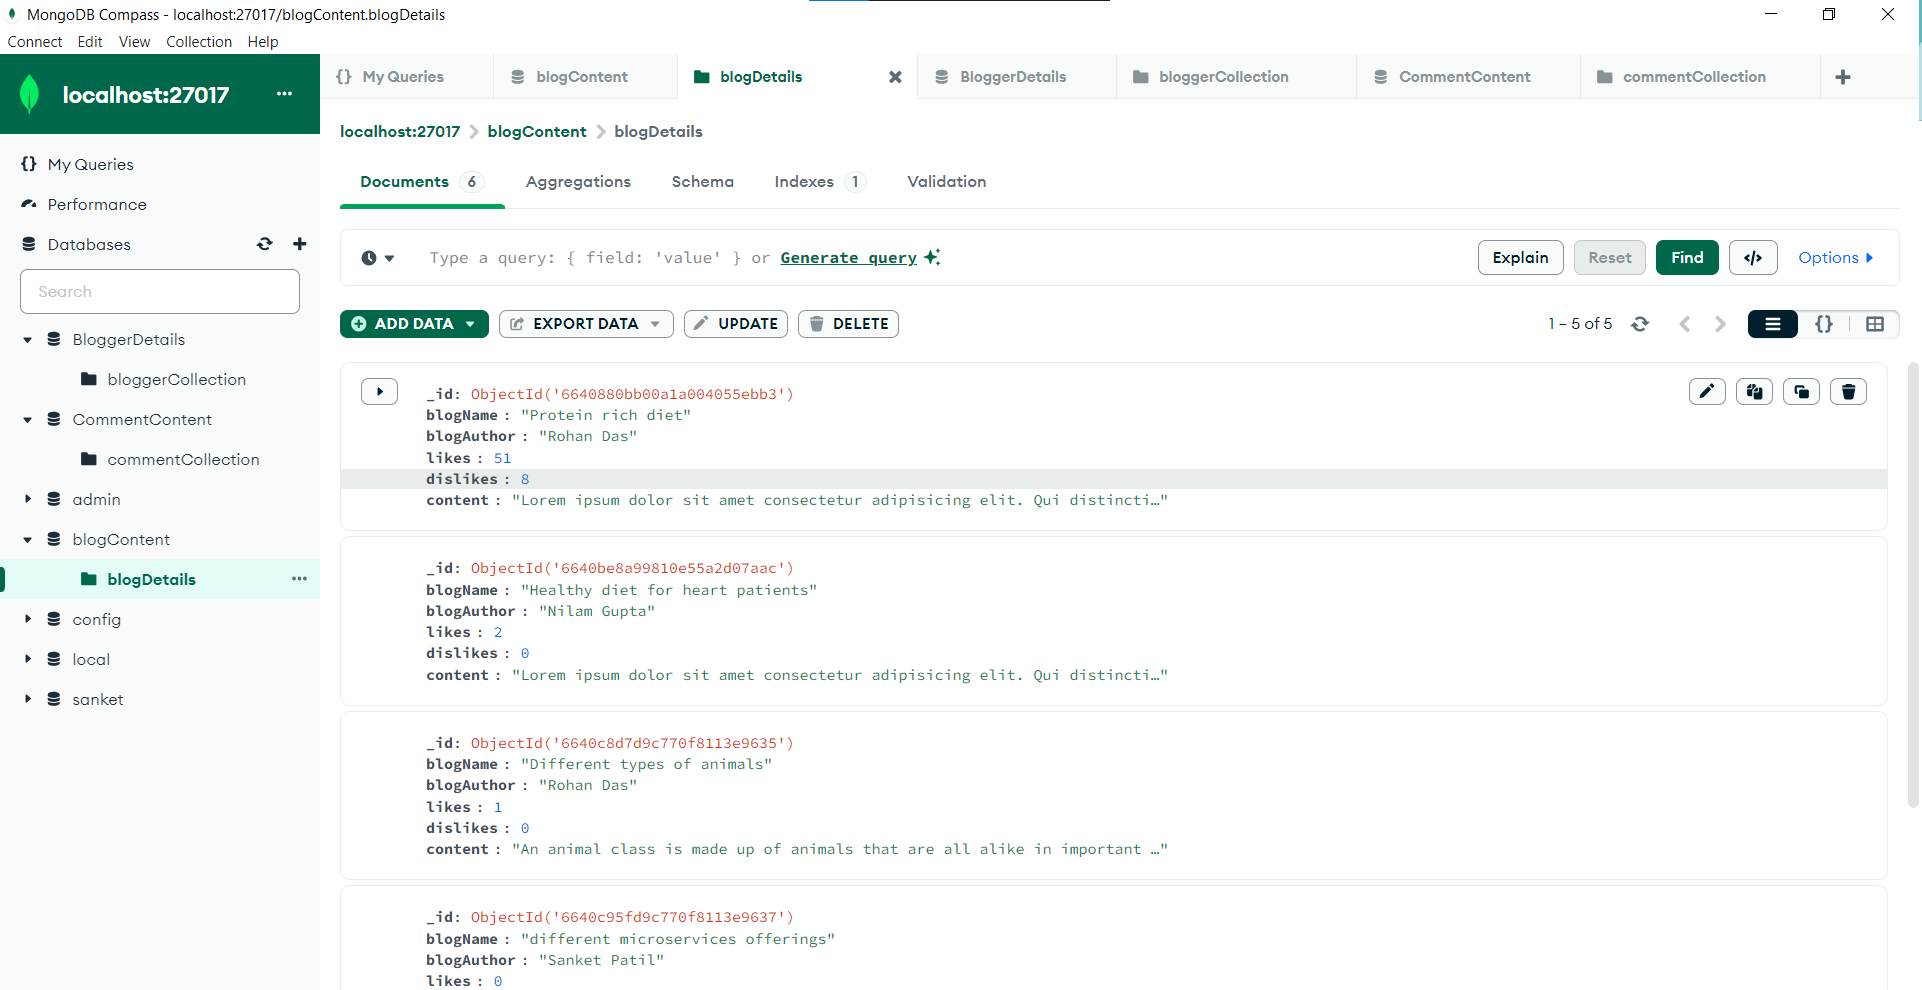 MongoDB Compass - localhost:27017/blogContent.blogDetails
Connect Edit View Collection Help
localhost:27017 ...
{} My Queries blogContent blogDetails BloggerDetails bloggerCollection CommentContent commentCollection
localhost:27017 > blogContent > blogDetails
{} My Queries
Performance
Databases
Search
BloggerDetails
bloggerCollection
CommentContent
commentCollection
admin
blogContent
blogDetails ...
config
local
sanket
Documents 6 Aggregations Schema Indexes 1 Validation
Type a query: { field: 'value' } or Generate query Explain Reset Find </> Options
ADD DATA EXPORT DATA UPDATE DELETE 1 – 5 of 5 {}
_id: ObjectId('6640880bb00a1a004055ebb3')
blogName : "Protein rich diet"
blogAuthor : "Rohan Das"
likes : 51
dislikes : 8
content : "Lorem ipsum dolor sit amet consectetur adipisicing elit. Qui distincti…"
_id: ObjectId('6640be8a99810e55a2d07aac')
blogName : "Healthy diet for heart patients"
blogAuthor : "Nilam Gupta"
likes : 2
dislikes : 0
content : "Lorem ipsum dolor sit amet consectetur adipisicing elit. Qui distincti…"
_id: ObjectId('6640c8d7d9c770f8113e9635')
blogName : "Different types of animals"
blogAuthor : "Rohan Das"
likes : 1
dislikes : 0
content : "An animal class is made up of animals that are all alike in important …"
_id: ObjectId('6640c95fd9c770f8113e9637')
blogName : "different microservices offerings"
blogAuthor : "Sanket Patil"
likes : 0